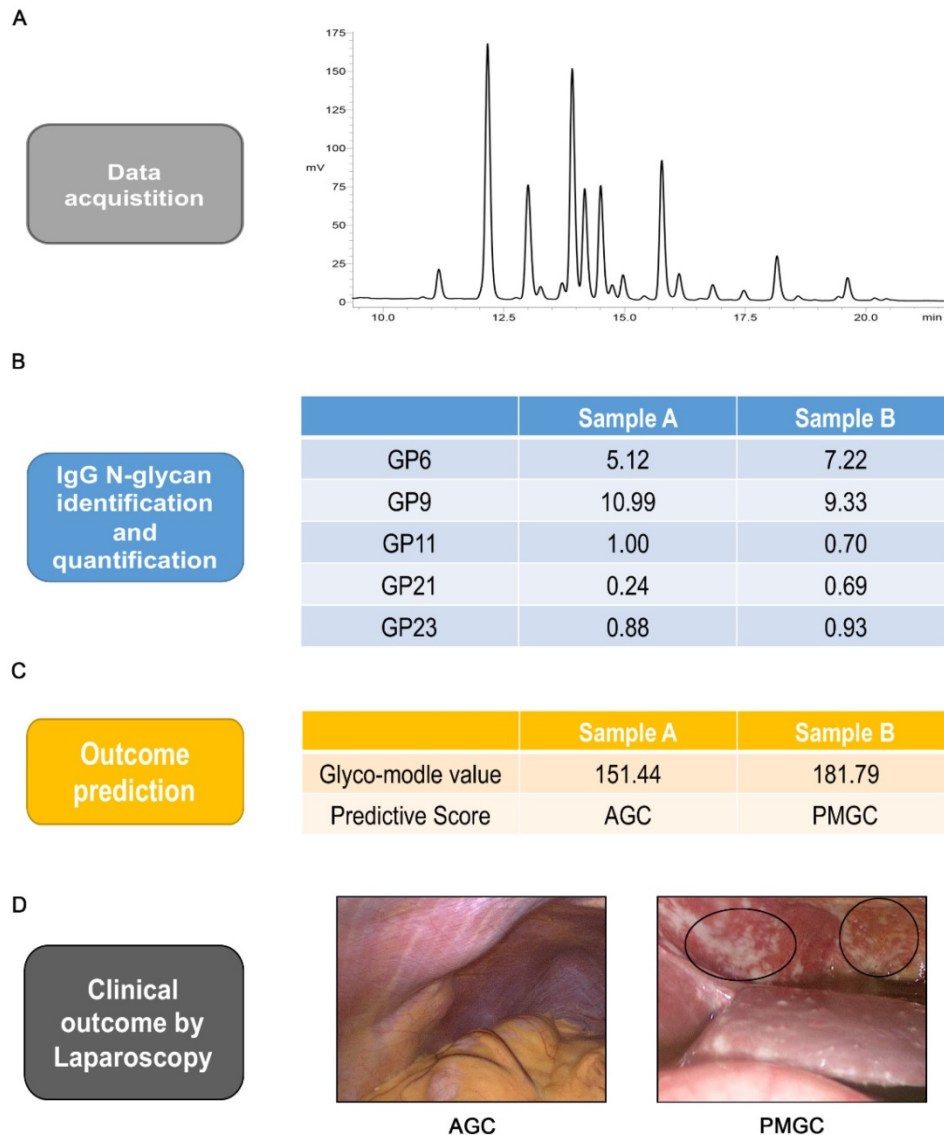 A
Data
acquistition
175
150
125
100
mV
75
50
25
0
10.0 12.5 15.0 17.5 20.0 min
B
IgG N-glycan
identification
and
quantification
Sample A Sample B
GP6 5.12 7.22
GP9 10.99 9.33
GP11 1.00 0.70
GP21 0.24 0.69
GP23 0.88 0.93
C
Outcome
prediction
Sample A Sample B
Glyco-modle value 151.44 181.79
Predictive Score AGC PMGC
D
Clinical
outcome by
Laparoscopy
AGC PMGC